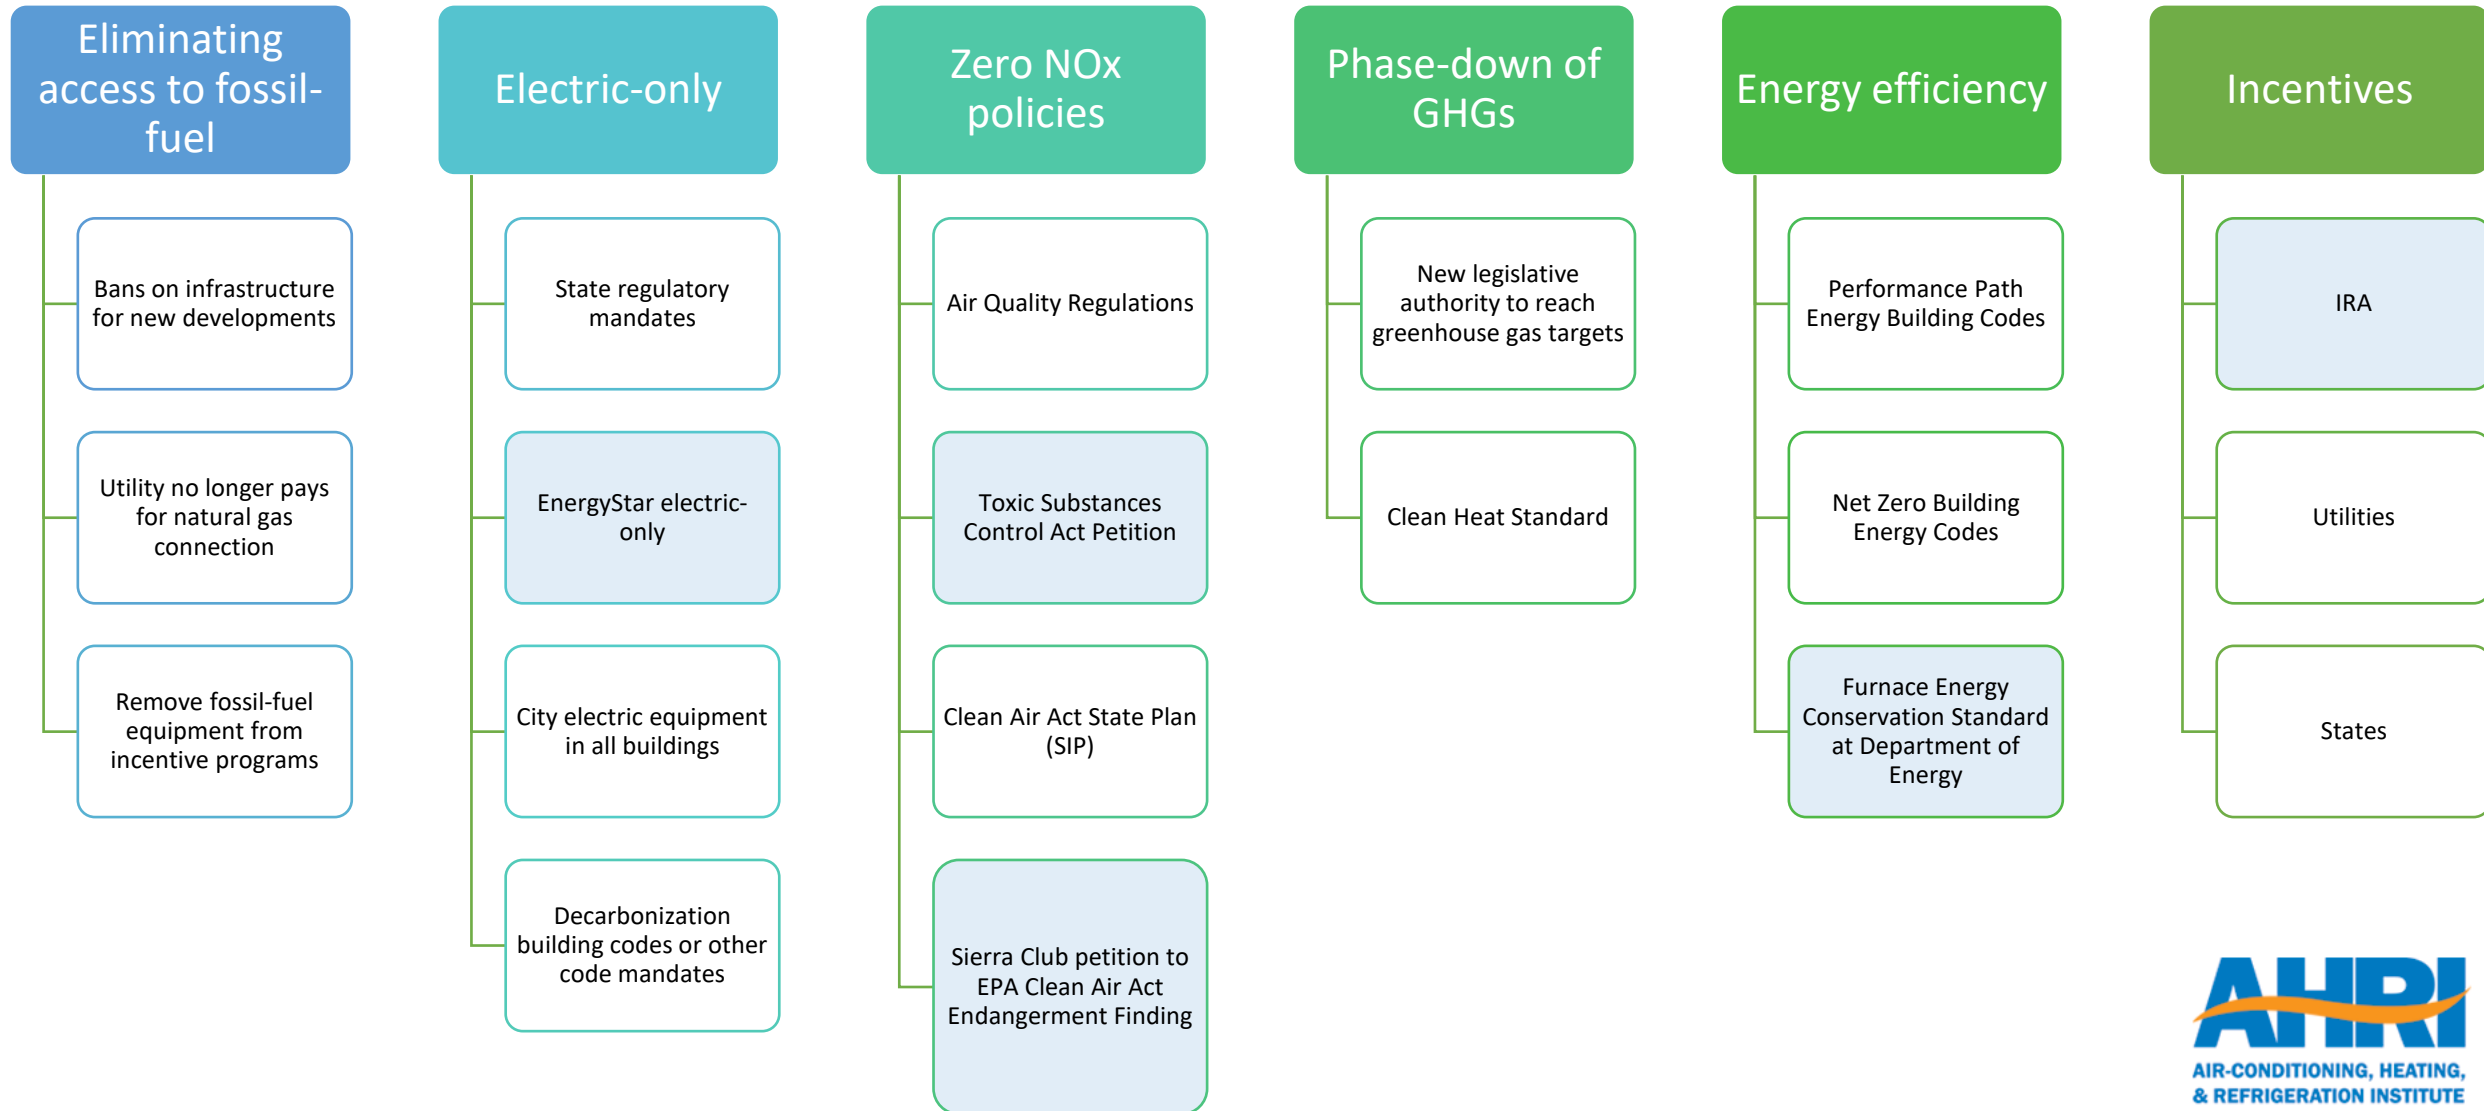 Eliminating
access to fossil-
fuel
Bans on infrastructure
for new developments
Utility no longer pays
for natural gas
connection
Remove fossil-fuel
equipment from
incentive programs
Electric-only
State regulatory
mandates
EnergyStar electric-
only
City electric equipment
in all buildings
Decarbonization
building codes or other
code mandates
Zero NOx
policies
Air Quality Regulations
Toxic Substances
Control Act Petition
Clean Air Act State Plan
(SIP)
Sierra Club petition to
EPA Clean Air Act
Endangerment Finding
Phase-down of
GHGs
New legislative
authority to reach
greenhouse gas targets
Clean Heat Standard
Energy efficiency
Performance Path
Energy Building Codes
Net Zero Building
Energy Codes
Furnace Energy
Conservation Standard
at Department of
Energy
Incentives
IRA
Utilities
States
AHRI
AIR-CONDITIONING, HEATING,
& REFRIGERATION INSTITUTE